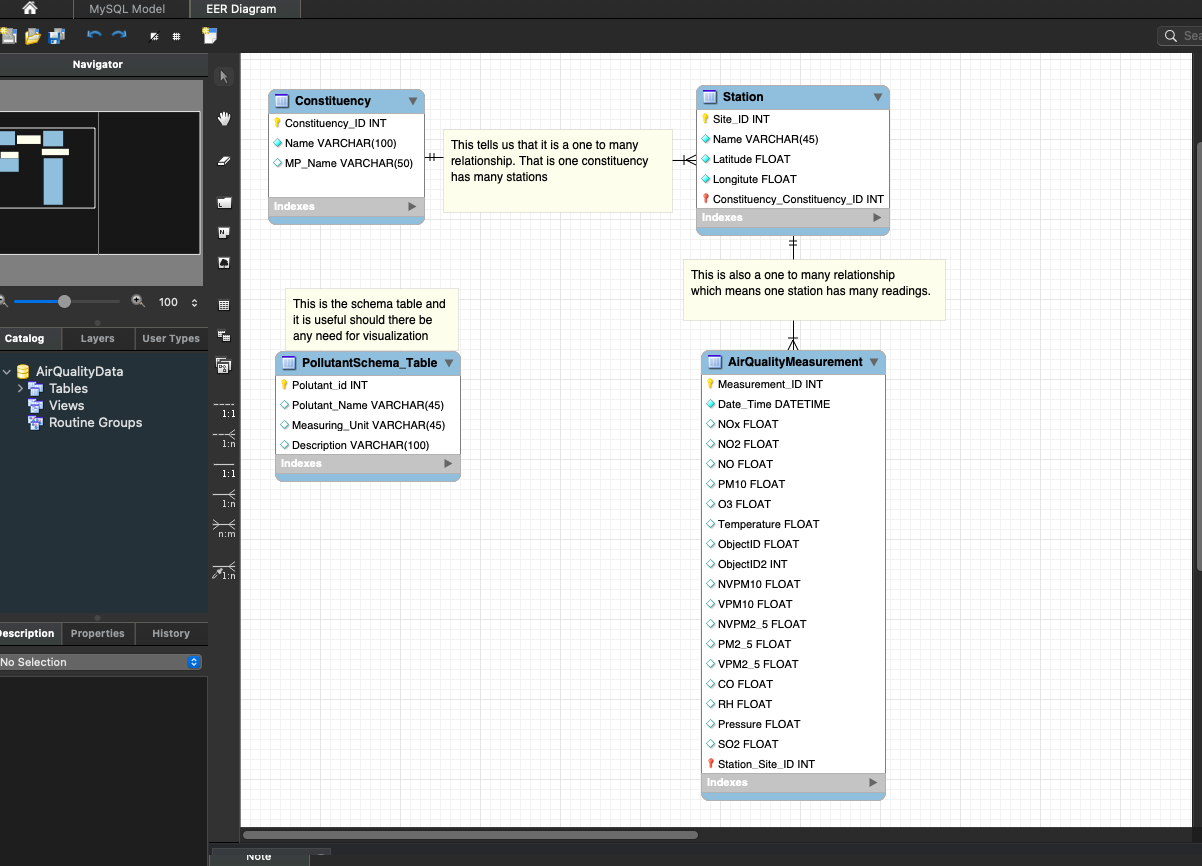 MySQL Model
EER Diagram
Navigator
100
Catalog
Layers
User Types
AirQualityData
Tables
Views
Routine Groups
1:1
1:n
1:1
1:n
n:m
1:n
Description
Properties
History
No Selection
Constituency
Constituency_ID INT
Name VARCHAR(100)
MP_Name VARCHAR(50)
Indexes
This tells us that it is a one to many
relationship. That is one constituency
has many stations
Station
Site_ID INT
Name VARCHAR(45)
Latitude FLOAT
Longitute FLOAT
Constituency_Constituency_ID INT
Indexes
This is also a one to many relationship
which means one station has many readings.
This is the schema table and
it is useful should there be
any need for visualization
PollutantSchema_Table
Polutant_id INT
Polutant_Name VARCHAR(45)
Measuring_Unit VARCHAR(45)
Description VARCHAR(100)
Indexes
AirQualityMeasurement
Measurement_ID INT
Date_Time DATETIME
NOx FLOAT
NO2 FLOAT
NO FLOAT
PM10 FLOAT
O3 FLOAT
Temperature FLOAT
ObjectID FLOAT
ObjectID2 INT
NVPM10 FLOAT
VPM10 FLOAT
NVPM2_5 FLOAT
PM2_5 FLOAT
VPM2_5 FLOAT
CO FLOAT
RH FLOAT
Pressure FLOAT
SO2 FLOAT
Station_Site_ID INT
Indexes
Note